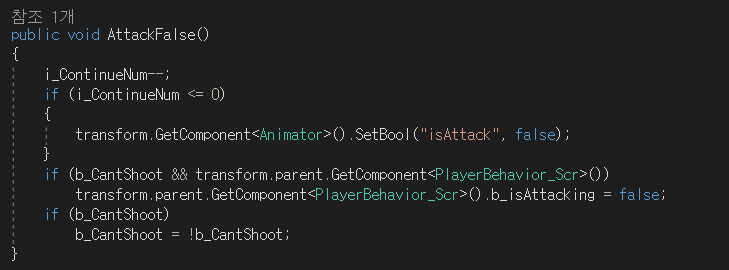 참조 1개
public void AttackFalse()
{
i_ContinueNum--;
if (i_ContinueNum <= 0)
{
transform.GetComponent<Animator>().SetBool("isAttack", false);
}
if (b_CantShoot && transform.parent.GetComponent<PlayerBehavior_Scr>())
transform.parent.GetComponent<PlayerBehavior_Scr>().b_isAttacking = false;
if (b_CantShoot)
b_CantShoot = !b_CantShoot;
}